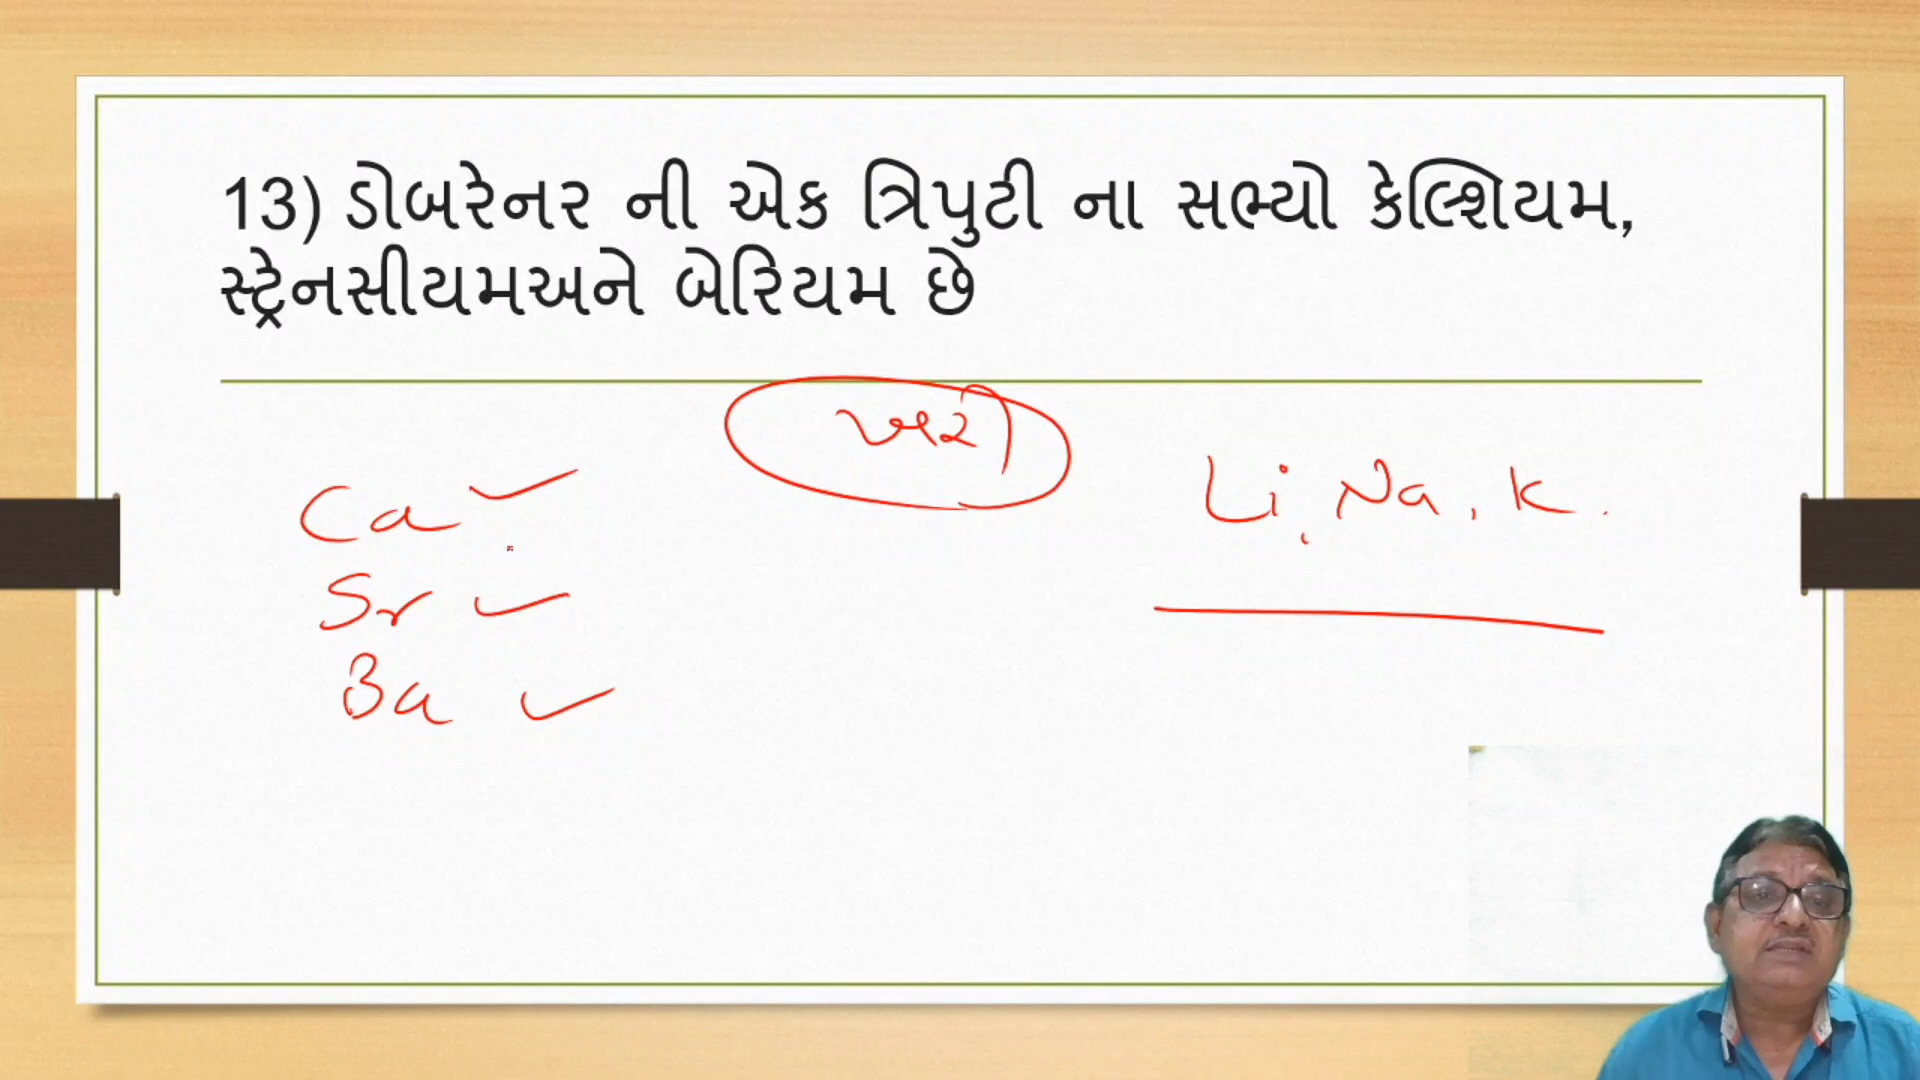 13) ડોબરેનર ની એક ત્રિપુટી ના સભ્યો કેલ્શિયમ,
સ્ટ્રેનસીયમઅને બેરિયમ છે
ખરું
Ca ✓
Li, Na, K.
Sr ✓
Ba ✓